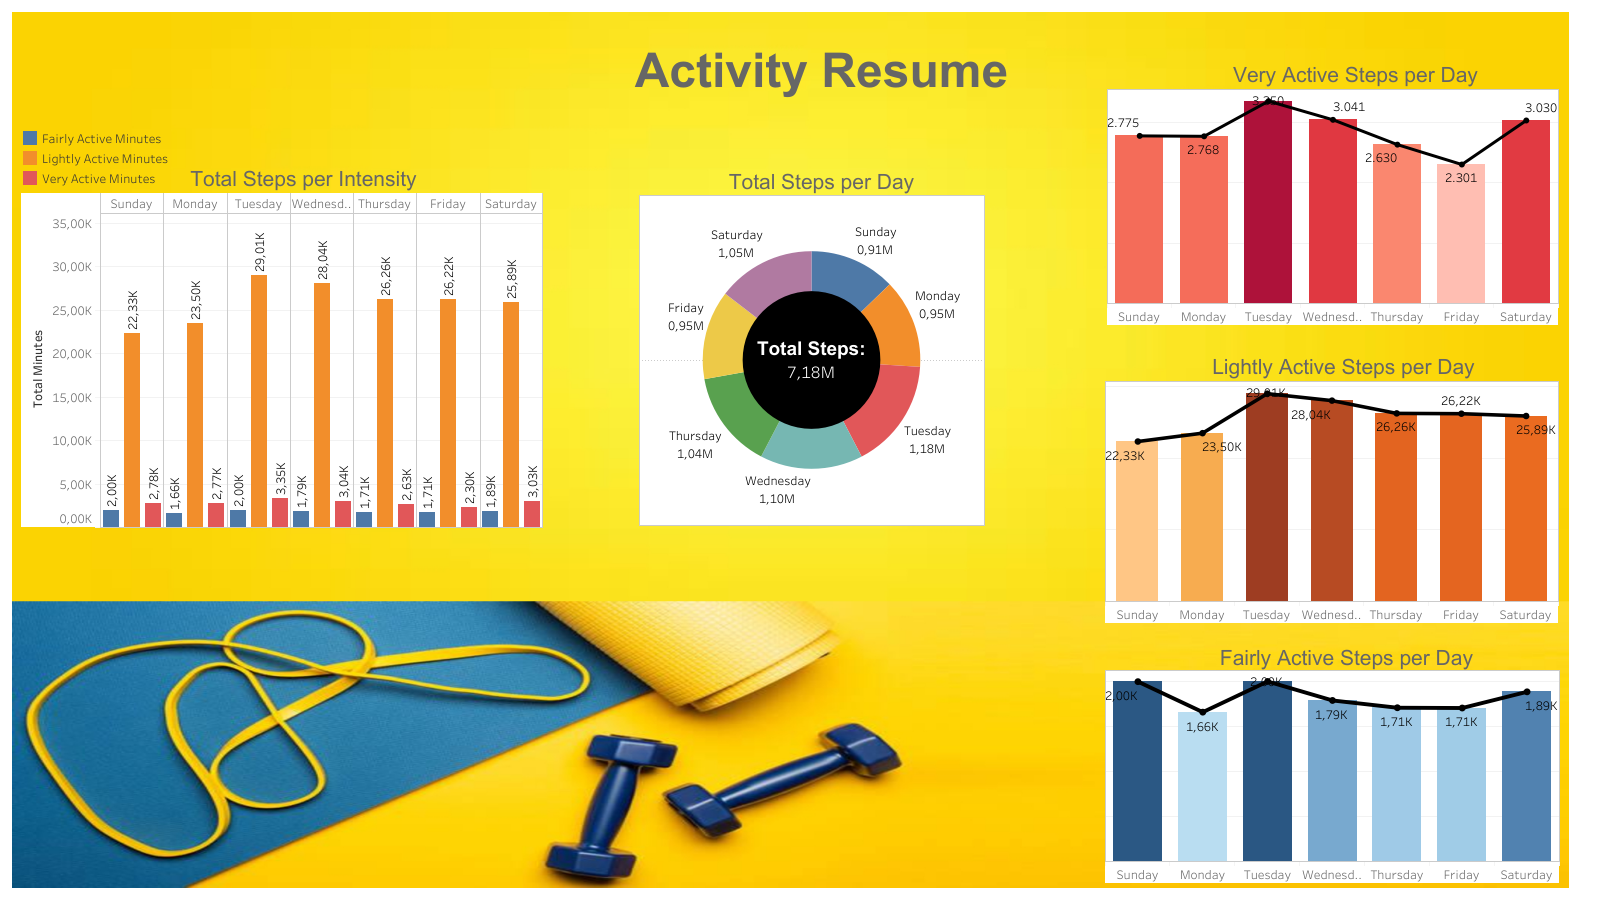 Activity Resume
Fairly Active Minutes
Lightly Active Minutes
Very Active Minutes
Total Steps per Intensity
Sunday Monday Tuesday Wednesd.. Thursday Friday Saturday
Total Minutes
35,00K
30,00K
25,00K
20,00K
15,00K
10,00K
5,00K
0,00K
2,00K 22,33K 2,78K 1,66K 23,50K 2,77K 2,00K 29,01K 3,35K 1,79K 28,04K 3,04K 1,71K 26,26K 2,63K 1,71K 26,22K 2,30K 1,89K 25,89K 3,03K
Total Steps per Day
Sunday
0,91M
Monday
0,95M
Tuesday
1,18M
Wednesday
1,10M
Thursday
1,04M
Friday
0,95M
Saturday
1,05M
Total Steps:
7,18M
Very Active Steps per Day
2.775 2.768 3.350 3.041 2.630 2.301 3.030
Sunday Monday Tuesday Wednesd.. Thursday Friday Saturday
Lightly Active Steps per Day
22,33K 23,50K 29,01K 28,04K 26,26K 26,22K 25,89K
Sunday Monday Tuesday Wednesd.. Thursday Friday Saturday
Fairly Active Steps per Day
2,00K 1,66K 2,00K 1,79K 1,71K 1,71K 1,89K
Sunday Monday Tuesday Wednesd.. Thursday Friday Saturday